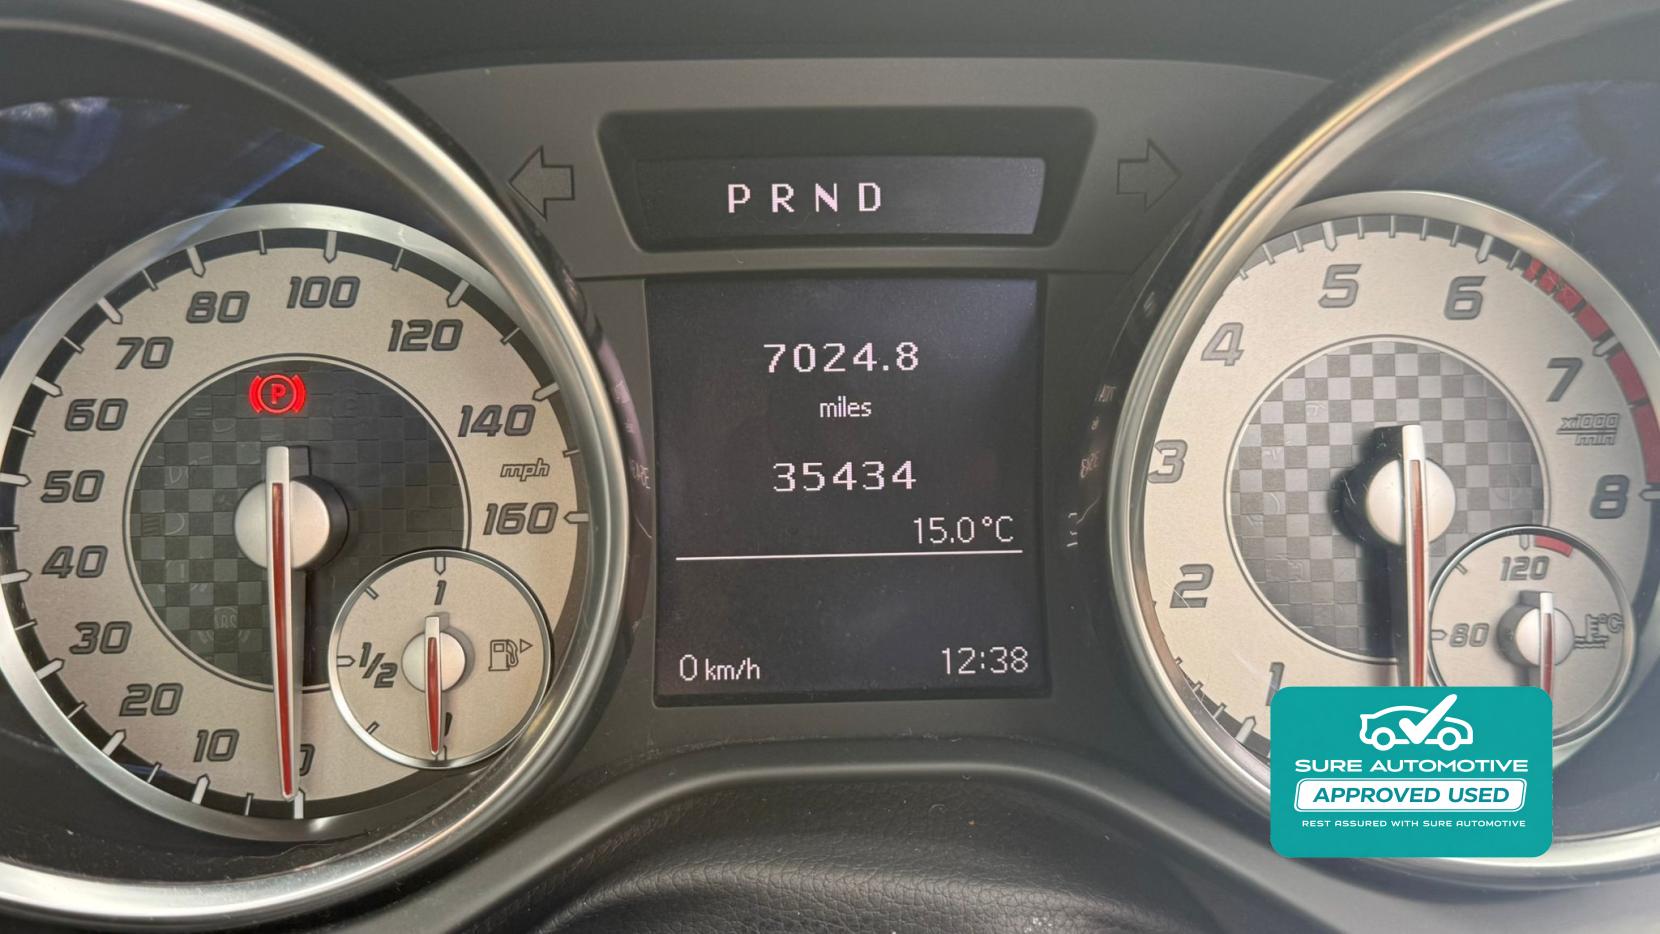 P R N D
7024.8
miles
35434
15.0°C
0 km/h
12:38
0
10
20
30
40
50
60
70
80
100
120
140
160
mph
P
1
1/2
1
2
3
4
5
6
7
8
x1000
min
120
80
°C
SURE AUTOMOTIVE
APPROVED USED
REST ASSURED WITH SURE AUTOMOTIVE